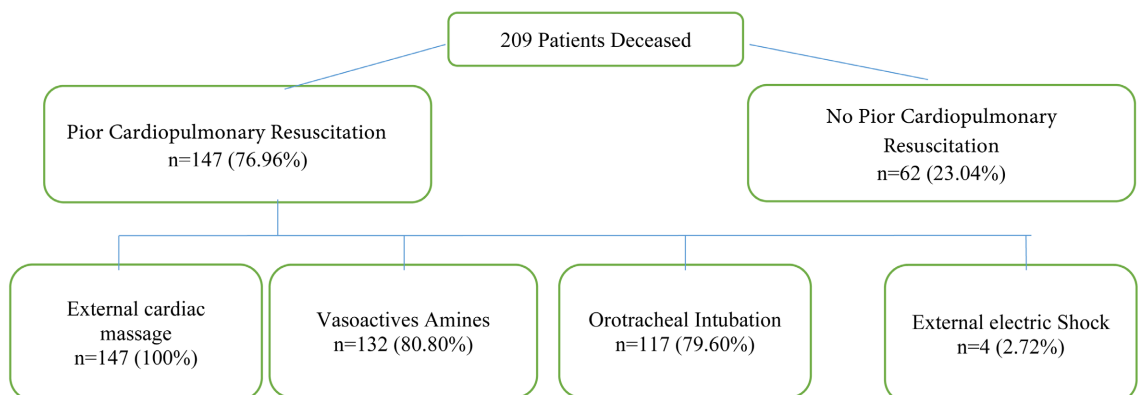 209 Patients Deceased
Pior Cardiopulmonary Resuscitation
n=147 (76.96%)
No Pior Cardiopulmonary
Resuscitation
n=62 (23.04%)
External cardiac
massage
n=147 (100%)
Vasoactives Amines
n=132 (80.80%)
Orotracheal Intubation
n=117 (79.60%)
External electric Shock
n=4 (2.72%)